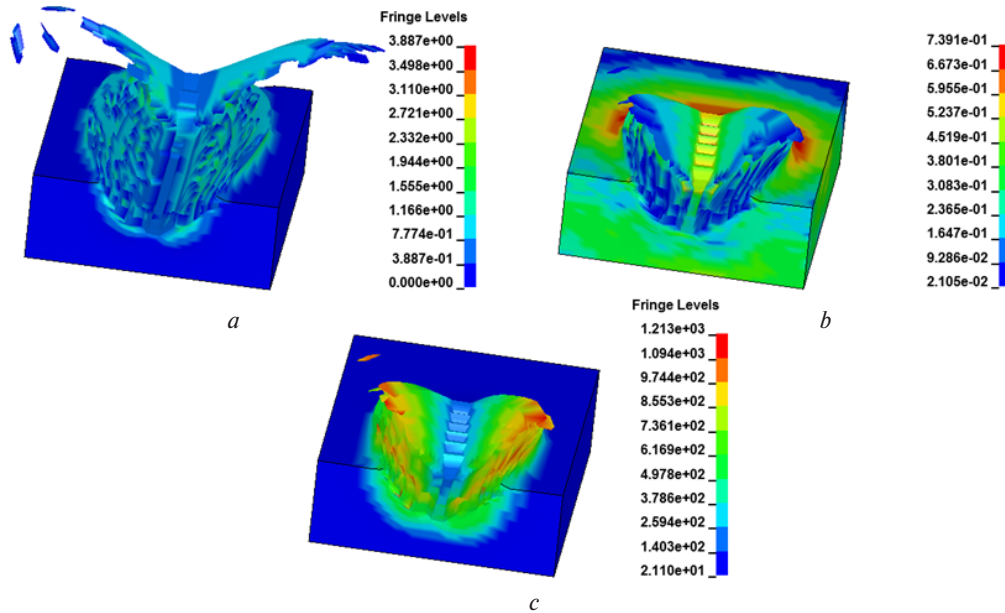 Fringe Levels
3.887e+00
3.498e+00
3.110e+00
2.721e+00
2.332e+00
1.944e+00
1.555e+00
1.166e+00
7.774e-01
3.887e-01
0.000e+00
a
7.391e-01
6.673e-01
5.955e-01
5.237e-01
4.519e-01
3.801e-01
3.083e-01
2.365e-01
1.647e-01
9.286e-02
2.105e-02
b
Fringe Levels
1.213e+03
1.094e+03
9.744e+02
8.553e+02
7.361e+02
6.169e+02
4.978e+02
3.786e+02
2.594e+02
1.403e+02
2.110e+01
c